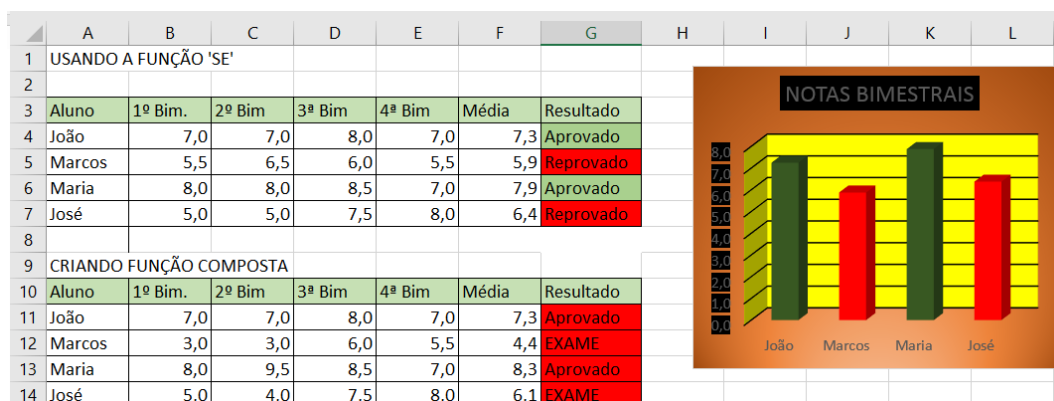 A B C D E F G H I J K L
1 USANDO A FUNÇÃO 'SE'
2
3 Aluno 1º Bim. 2º Bim 3ª Bim 4ª Bim Média Resultado
4 João 7,0 7,0 8,0 7,0 7,3 Aprovado
5 Marcos 5,5 6,5 6,0 5,5 5,9 Reprovado
6 Maria 8,0 8,0 8,5 7,0 7,9 Aprovado
7 José 5,0 5,0 7,5 8,0 6,4 Reprovado
8
9 CRIANDO FUNÇÃO COMPOSTA
10 Aluno 1º Bim. 2º Bim 3ª Bim 4ª Bim Média Resultado
11 João 7,0 7,0 8,0 7,0 7,3 Aprovado
12 Marcos 3,0 3,0 6,0 5,5 4,4 EXAME
13 Maria 8,0 9,5 8,5 7,0 8,3 Aprovado
14 José 5,0 4,0 7,5 8,0 6,1 EXAME
NOTAS BIMESTRAIS
8,0
7,0
6,0
5,0
4,0
3,0
2,0
1,0
0,0
João Marcos Maria José